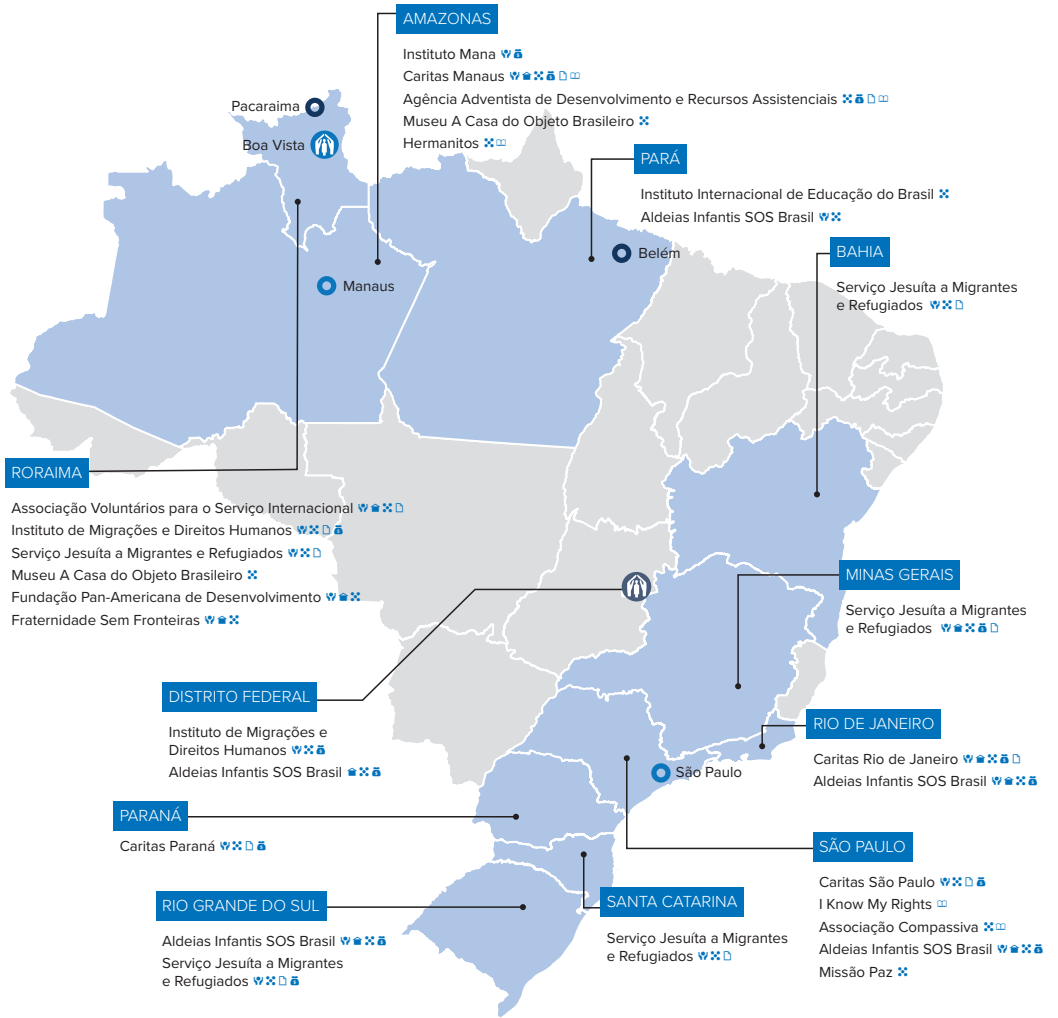 AMAZONAS
Instituto Mana
Caritas Manaus
Agência Adventista de Desenvolvimento e Recursos Assistenciais
Museu A Casa do Objeto Brasileiro
Hermanitos
Pacaraima
Boa Vista
PARÁ
Instituto Internacional de Educação do Brasil
Aldeias Infantis SOS Brasil
Belém
Manaus
BAHIA
Serviço Jesuíta a Migrantes
e Refugiados
RORAIMA
Associação Voluntários para o Serviço Internacional
Instituto de Migrações e Direitos Humanos
Serviço Jesuíta a Migrantes e Refugiados
Museu A Casa do Objeto Brasileiro
Fundação Pan-Americana de Desenvolvimento
Fraternidade Sem Fronteiras
MINAS GERAIS
Serviço Jesuíta a Migrantes
e Refugiados
DISTRITO FEDERAL
Instituto de Migrações e
Direitos Humanos
Aldeias Infantis SOS Brasil
RIO DE JANEIRO
Caritas Rio de Janeiro
Aldeias Infantis SOS Brasil
São Paulo
PARANÁ
Caritas Paraná
SÃO PAULO
Caritas São Paulo
I Know My Rights
Associação Compassiva
Aldeias Infantis SOS Brasil
Missão Paz
RIO GRANDE DO SUL
Aldeias Infantis SOS Brasil
Serviço Jesuíta a Migrantes
e Refugiados
SANTA CATARINA
Serviço Jesuíta a Migrantes
e Refugiados